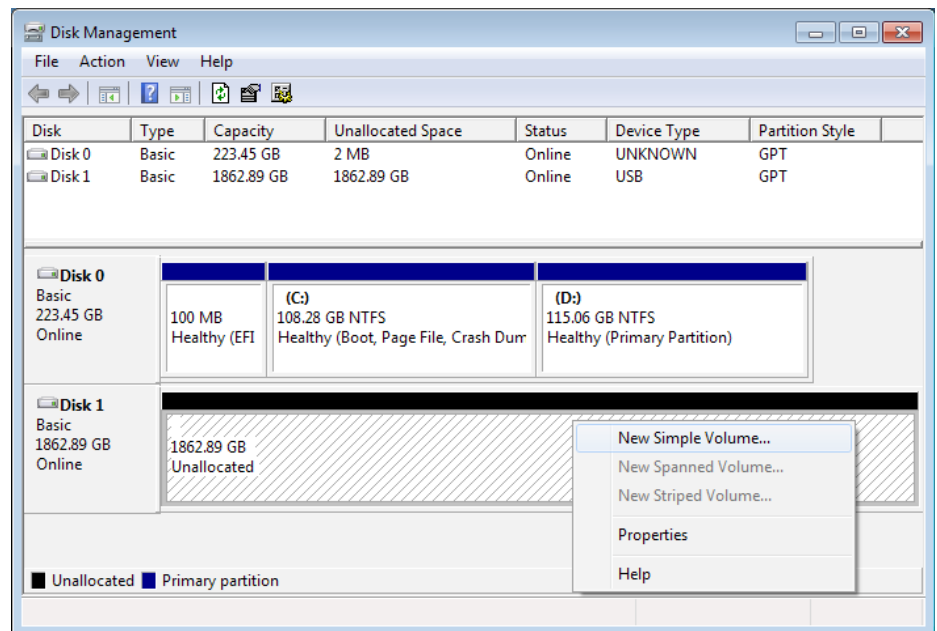 Disk Management
File Action View Help
Disk Type Capacity Unallocated Space Status Device Type Partition Style
Disk 0 Basic 223.45 GB 2 MB Online UNKNOWN GPT
Disk 1 Basic 1862.89 GB 1862.89 GB Online USB GPT
Disk 0
Basic
223.45 GB
Online
100 MB
Healthy (EFI
(C:)
108.28 GB NTFS
Healthy (Boot, Page File, Crash Dum
(D:)
115.06 GB NTFS
Healthy (Primary Partition)
Disk 1
Basic
1862.89 GB
Online
1862.89 GB
Unallocated
New Simple Volume...
New Spanned Volume...
New Striped Volume...
Properties
Help
Unallocated Primary partition